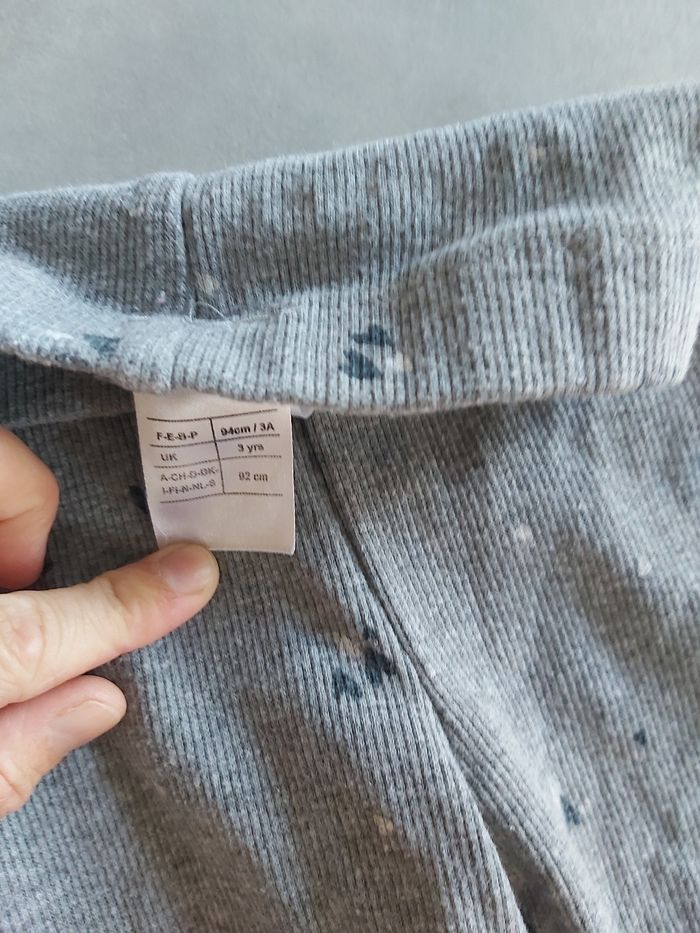 F-E-B-P 94cm / 3A
UK 3 yrs
A-CH-D-DK- 92 cm
I-FI-N-NL-S